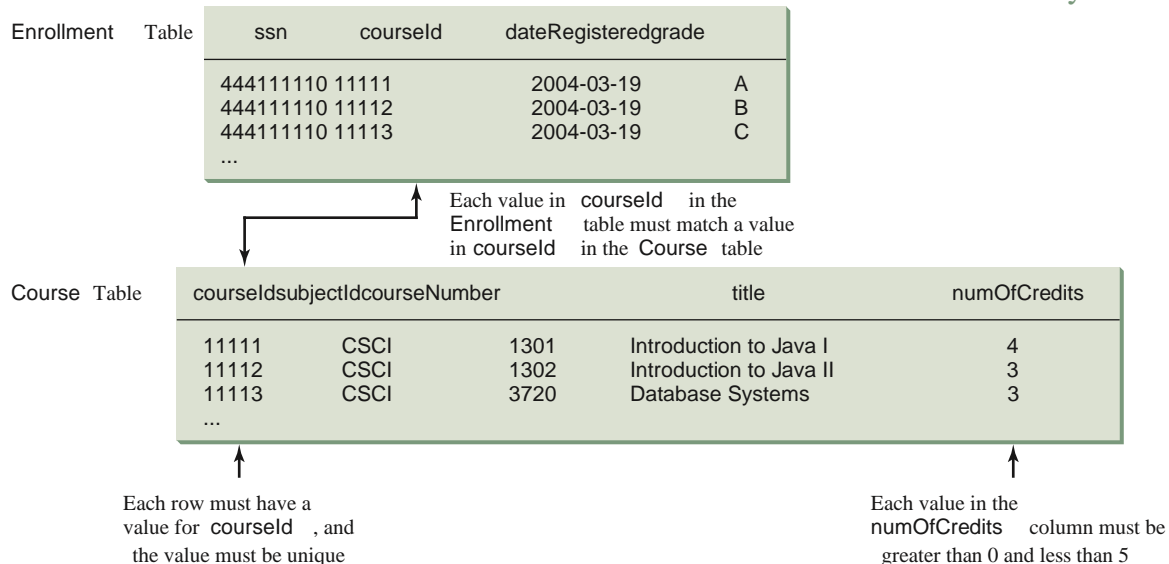 Enrollment Table ssn courseId dateRegisteredgrade
444111110 11111 2004-03-19 A
444111110 11112 2004-03-19 B
444111110 11113 2004-03-19 C
...
Each value in courseId in the
Enrollment table must match a value
in courseId in the Course table
Course Table courseIdsubjectIdcourseNumber title numOfCredits
11111 CSCI 1301 Introduction to Java I 4
11112 CSCI 1302 Introduction to Java II 3
11113 CSCI 3720 Database Systems 3
...
Each row must have a
value for courseId , and
the value must be unique
Each value in the
numOfCredits column must be
greater than 0 and less than 5